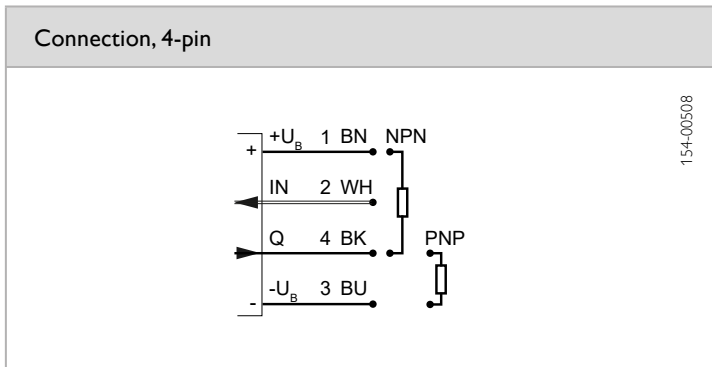 Connection, 4-pin
154-00508
+U_B 1 BN NPN
+
IN 2 WH
Q 4 BK PNP
-U_B 3 BU
-